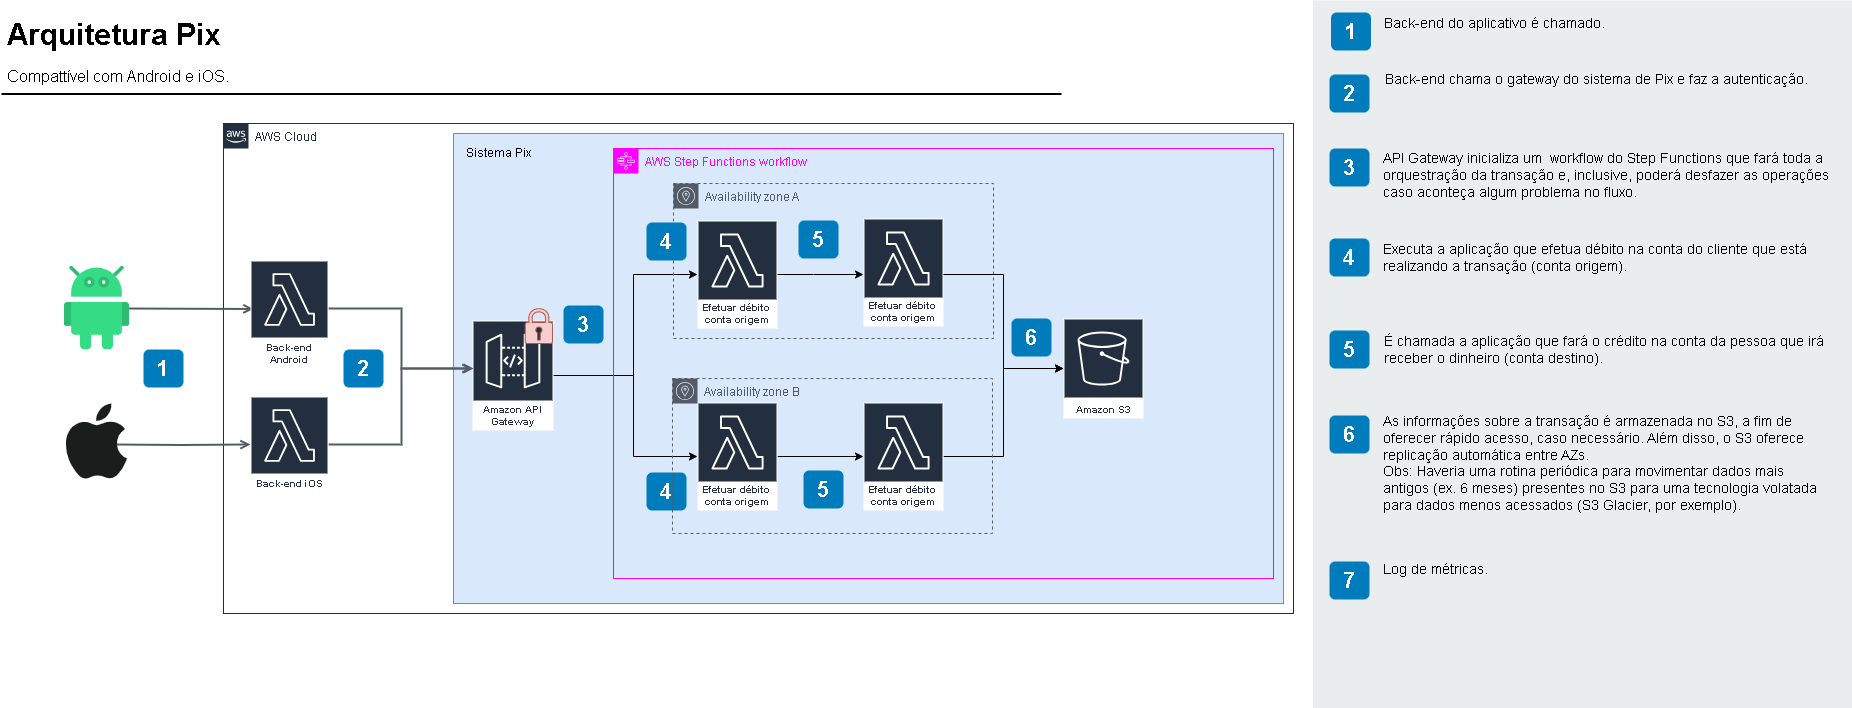 Arquitetura Pix
Compattível com Android e iOS.
aws
AWS Cloud
Sistema Pix
AWS Step Functions workflow
Availability zone A
4
5
Efetuar débito
conta origem
Efetuar débito
conta origem
3
6
1
Back-end
Android
2
Amazon API
Gateway
Amazon S3
Back-end iOS
Availability zone B
4
5
Efetuar débito
conta origem
Efetuar débito
conta origem
1
Back-end do aplicativo é chamado.
2
Back-end chama o gateway do sistema de Pix e faz a autenticação.
3
API Gateway inicializa um  workflow do Step Functions que fará toda a
orquestração da transação e, inclusive, poderá desfazer as operações
caso aconteça algum problema no fluxo.
4
Executa a aplicação que efetua débito na conta do cliente que está
realizando a transação (conta origem).
5
É chamada a aplicação que fará o crédito na conta da pessoa que irá
receber o dinheiro (conta destino).
6
As informações sobre a transação é armazenada no S3, a fim de
oferecer rápido acesso, caso necessário. Além disso, o S3 oferece
replicação automática entre AZs.
Obs: Haveria uma rotina periódica para movimentar dados mais
antigos (ex. 6 meses) presentes no S3 para uma tecnologia volatada
para dados menos acessados (S3 Glacier, por exemplo).
7
Log de métricas.